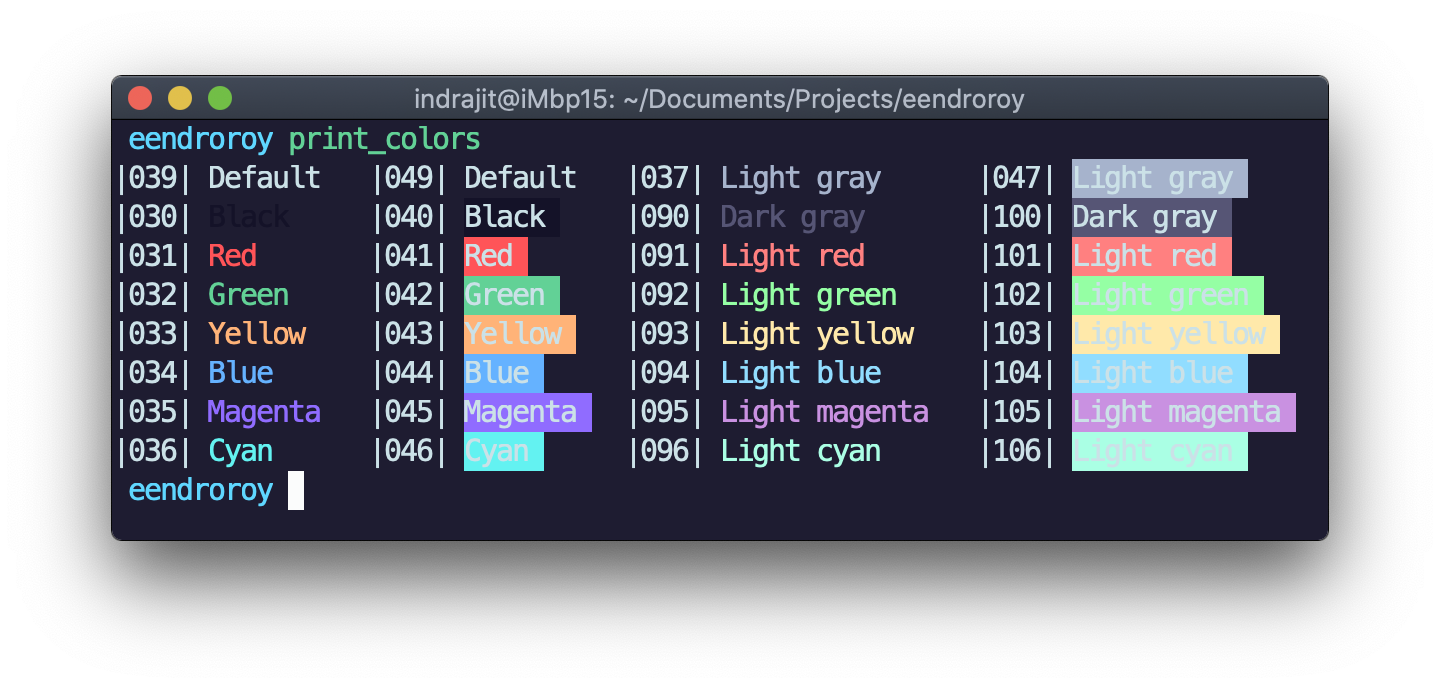 indrajit@iMbp15: ~/Documents/Projects/eendroroy
eendroroy print_colors
|039| Default |049| Default |037| Light gray |047| Light gray
|030| Black |040| Black |090| Dark gray |100| Dark gray
|031| Red |041| Red |091| Light red |101| Light red
|032| Green |042| Green |092| Light green |102| Light green
|033| Yellow |043| Yellow |093| Light yellow |103| Light yellow
|034| Blue |044| Blue |094| Light blue |104| Light blue
|035| Magenta |045| Magenta |095| Light magenta |105| Light magenta
|036| Cyan |046| Cyan |096| Light cyan |106| Light cyan
eendroroy